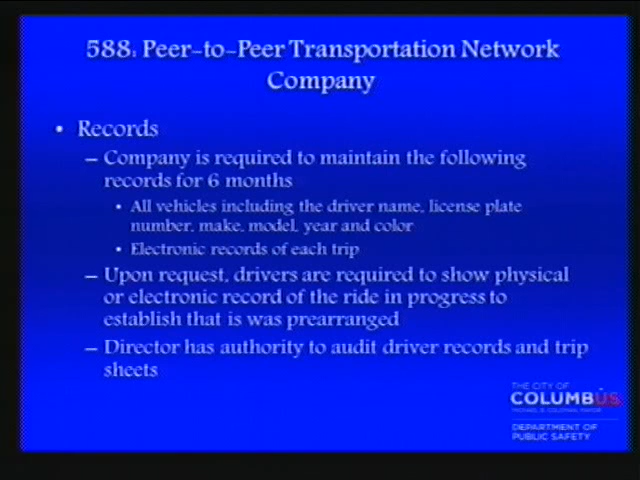 588: Peer-to-Peer Transportation Network
Company
• Records
– Company is required to maintain the following
records for 6 months
• All vehicles including the driver name, license plate
number, make, model, year and color
• Electronic records of each trip
– Upon request, drivers are required to show physical
or electronic record of the ride in progress to
establish that is was prearranged
– Director has authority to audit driver records and trip
sheets
THE CITY OF
COLUMBUS
MICHAEL B. COLEMAN, MAYOR
DEPARTMENT OF
PUBLIC SAFETY